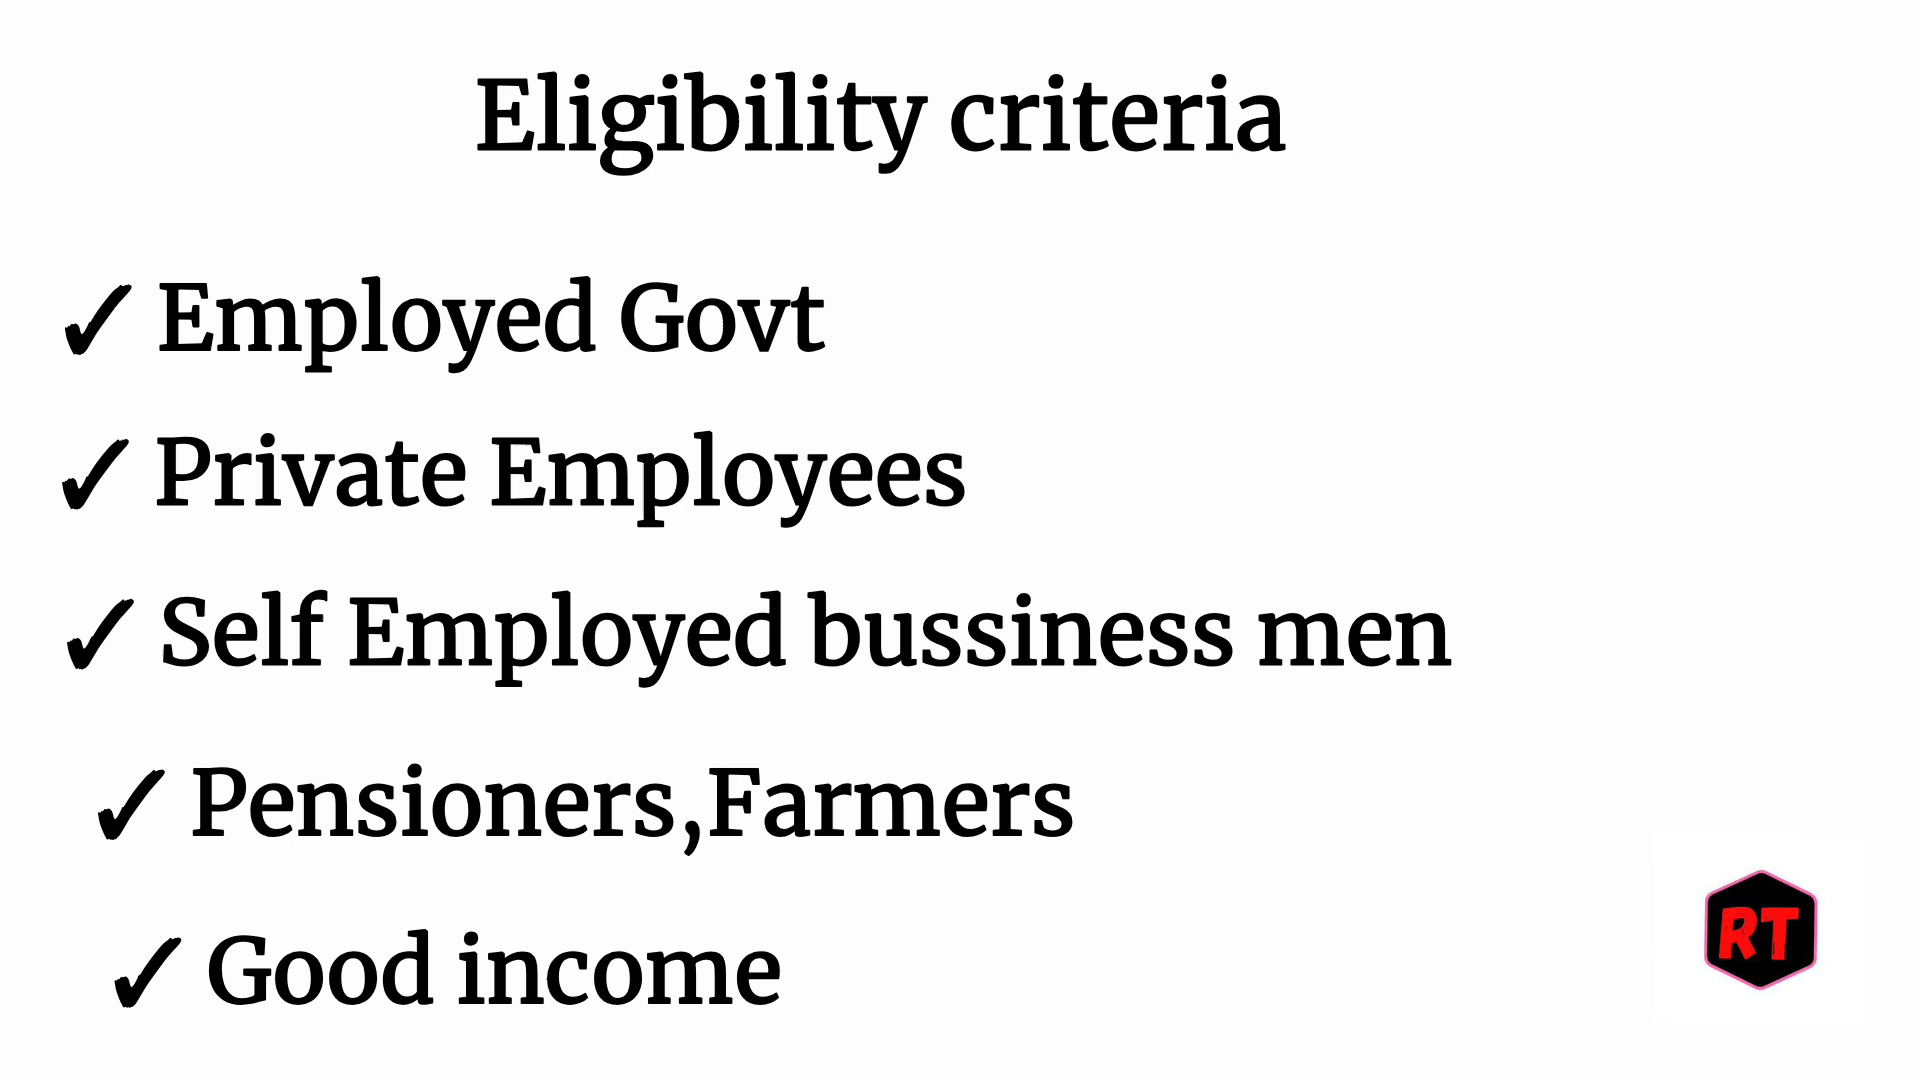 Eligibility criteria
✓ Employed Govt
✓ Private Employees
✓ Self Employed bussiness men
✓ Pensioners,Farmers
✓ Good income
RT